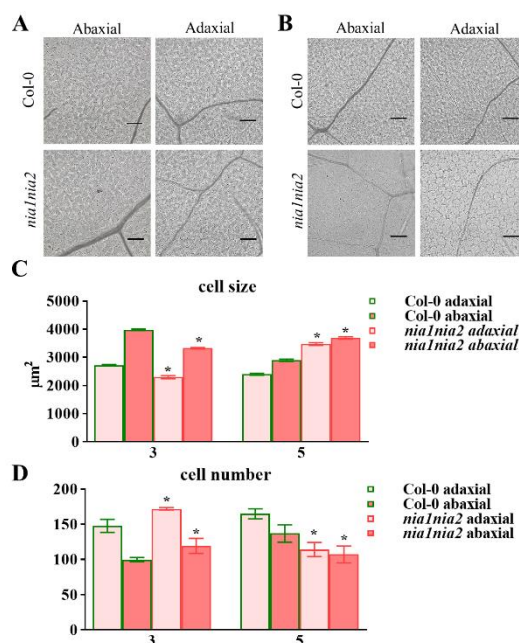 A
Abaxial
Adaxial
Col-0
nia1nia2
B
Abaxial
Adaxial
Col-0
nia1nia2
C
cell size
µm²
5000
4000
3000
2000
1000
0
* * * *
3
5
Col-0 adaxial
Col-0 abaxial
nia1nia2 adaxial
nia1nia2 abaxial
D
cell number
200
150
100
50
0
* * * *
3
5
Col-0 adaxial
Col-0 abaxial
nia1nia2 adaxial
nia1nia2 abaxial